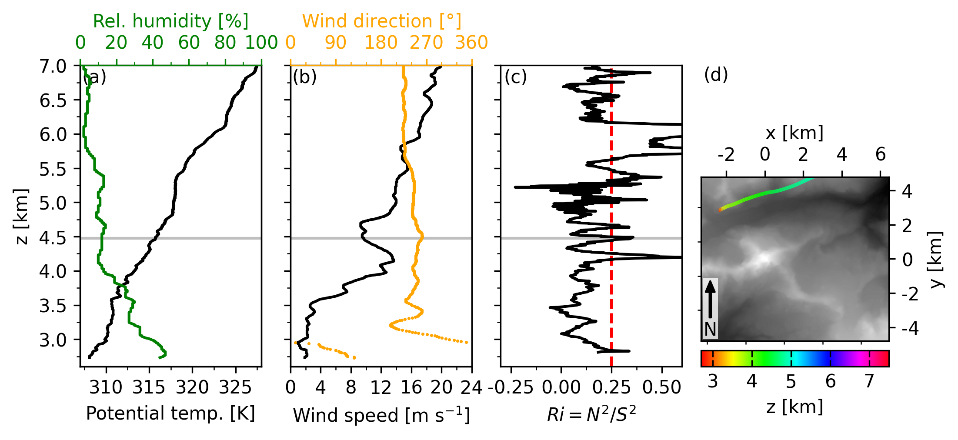 Rel. humidity [%]
0 20 40 60 80 100
Wind direction [°]
0 90 180 270 360
(a)
(b)
(c)
(d)
7.0
6.5
6.0
5.5
5.0
4.5
4.0
3.5
3.0
z [km]
310 315 320 325
Potential temp. [K]
0 4 8 12 16 20 24
Wind speed [m s⁻¹]
-0.25 0.00 0.25 0.50
Ri = N²/S²
x [km]
-2 0 2 4 6
4
2
0
-2
-4
y [km]
N
3 4 5 6 7
z [km]